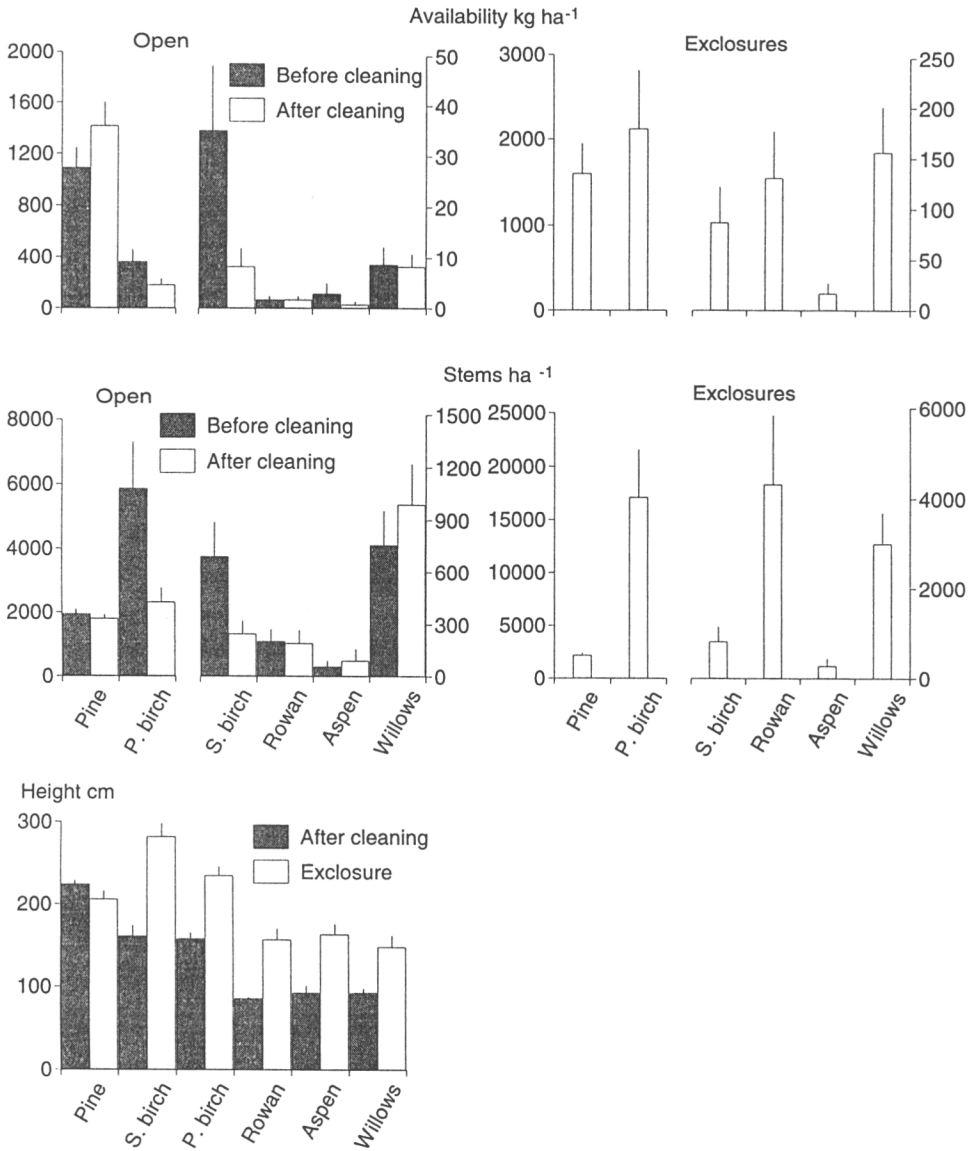 Availability kg ha-1
Open
Exclosures
2000
1600
1200
800
400
0
Before cleaning
After cleaning
50
40
30
20
10
0
3000
2000
1000
0
250
200
150
100
50
0
Stems ha -1
Open
Exclosures
8000
6000
4000
2000
0
Before cleaning
After cleaning
1500
1200
900
600
300
0
25000
20000
15000
10000
5000
0
6000
4000
2000
0
Pine
P. birch
S. birch
Rowan
Aspen
Willows
Pine
P. birch
S. birch
Rowan
Aspen
Willows
Height cm
300
200
100
0
After cleaning
Exclosure
Pine
S. birch
P. birch
Rowan
Aspen
Willows